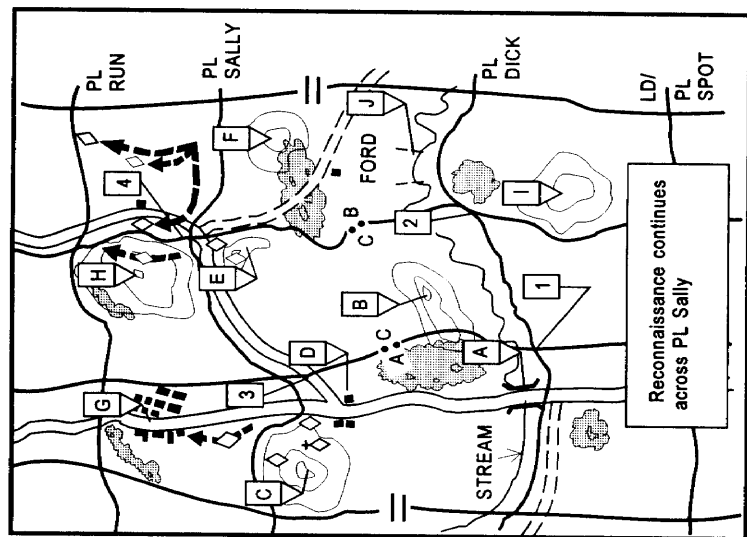 PL
RUN
PL
SALLY
PL
DICK
LD/
PL
SPOT
4
F
J
FORD
H
E
B
C
2
I
B
G
3
D
C
A
A
1
C
STREAM
Reconnaissance continues
across PL Sally